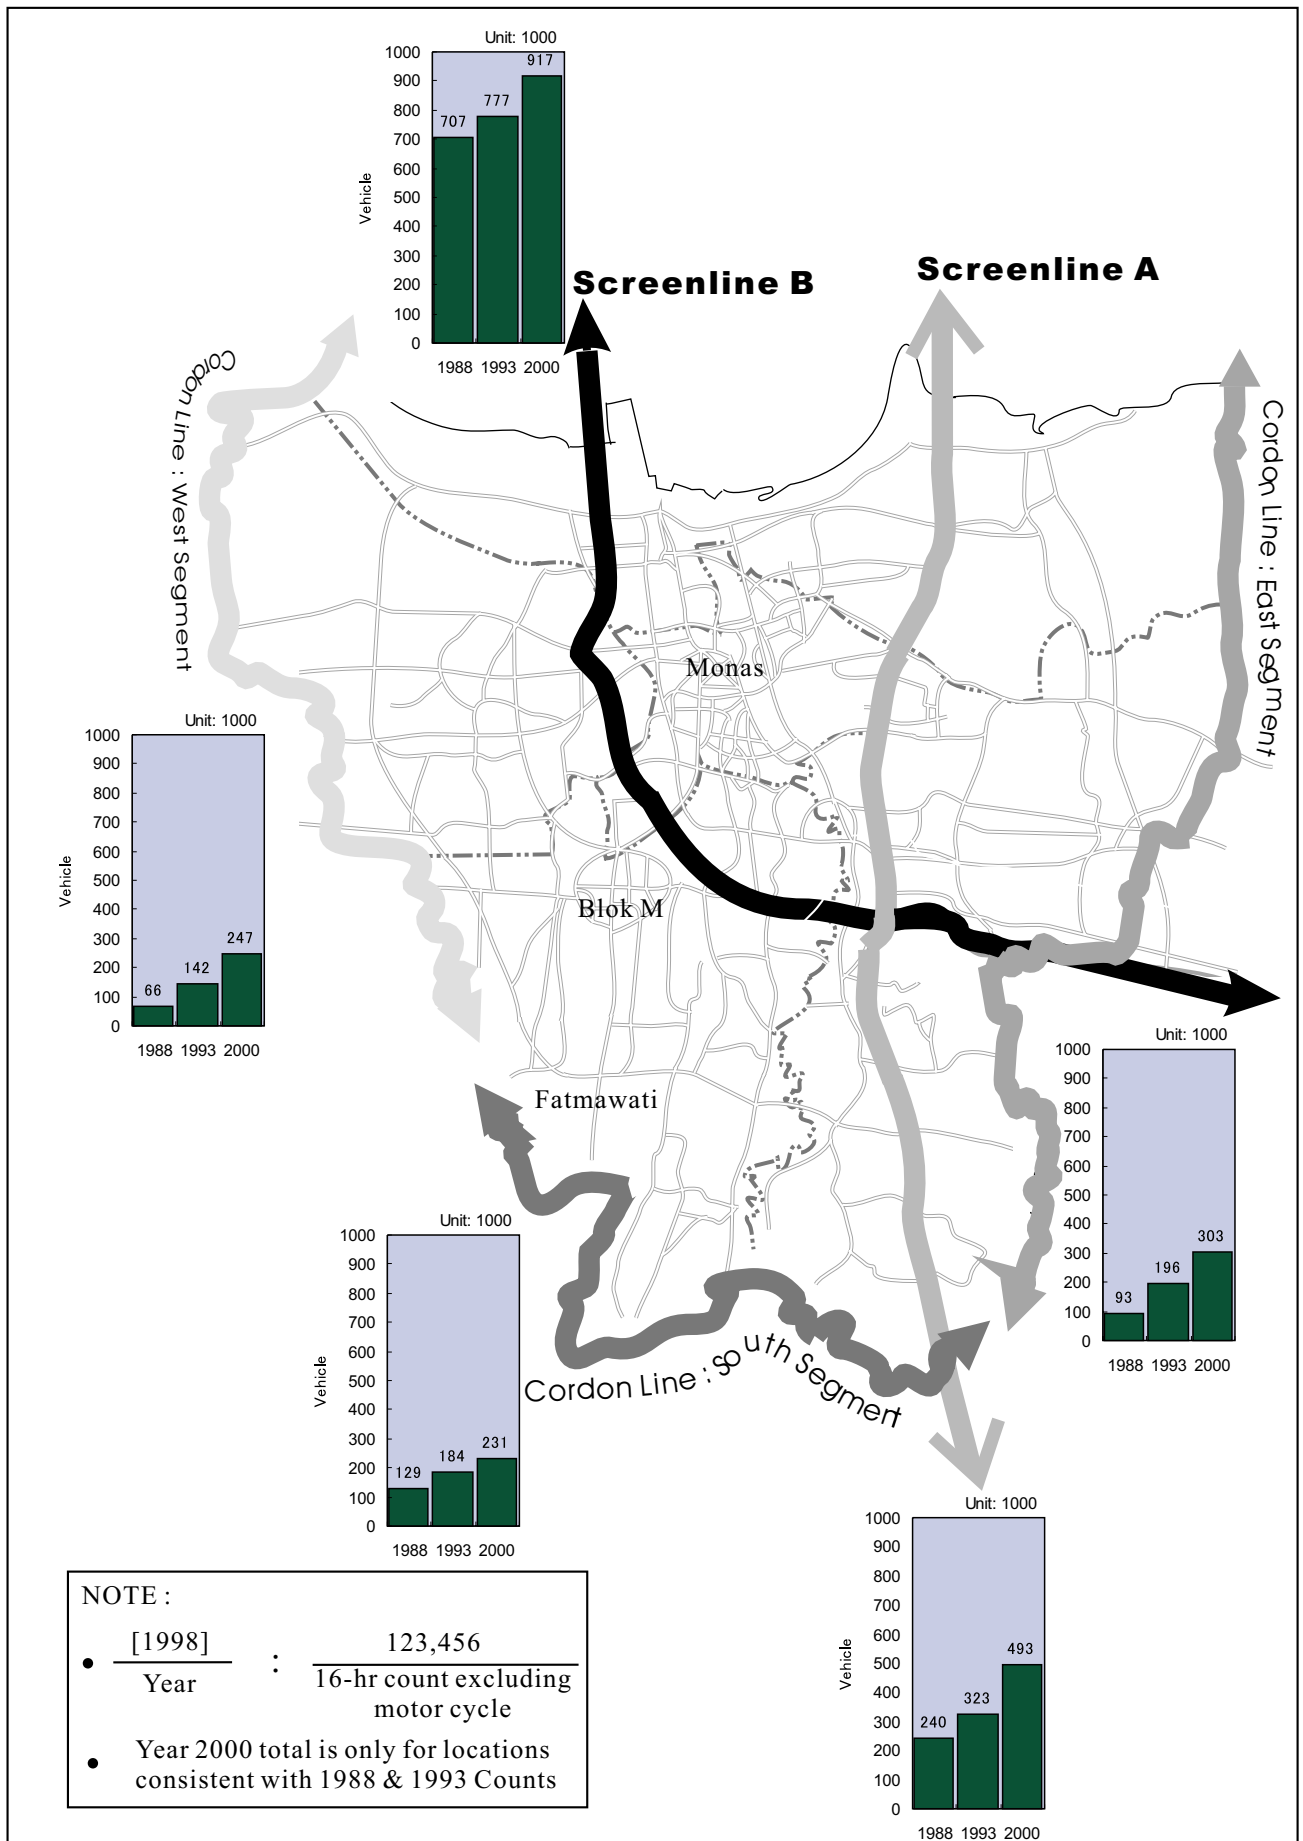 Unit: 1000
1000
900
800
700
600
500
400
300
200
100
0
Vehicle
707
777
917
1988 1993 2000
Screenline B
Screenline A
Cordon Line : West Segment
Cordon Line : East Segment
Monas
Blok M
Fatmawati
Unit: 1000
1000
900
800
700
600
500
400
300
200
100
0
Vehicle
66
142
247
1988 1993 2000
Unit: 1000
1000
900
800
700
600
500
400
300
200
100
0
93
196
303
1988 1993 2000
Unit: 1000
1000
900
800
700
600
500
400
300
200
100
0
Vehicle
129
184
231
1988 1993 2000
Cordon Line : South Segment
Unit: 1000
1000
900
800
700
600
500
400
300
200
100
0
Vehicle
240
323
493
1988 1993 2000
NOTE :
• [1998] : 123,456
Year 16-hr count excluding
motor cycle
• Year 2000 total is only for locations
consistent with 1988 & 1993 Counts